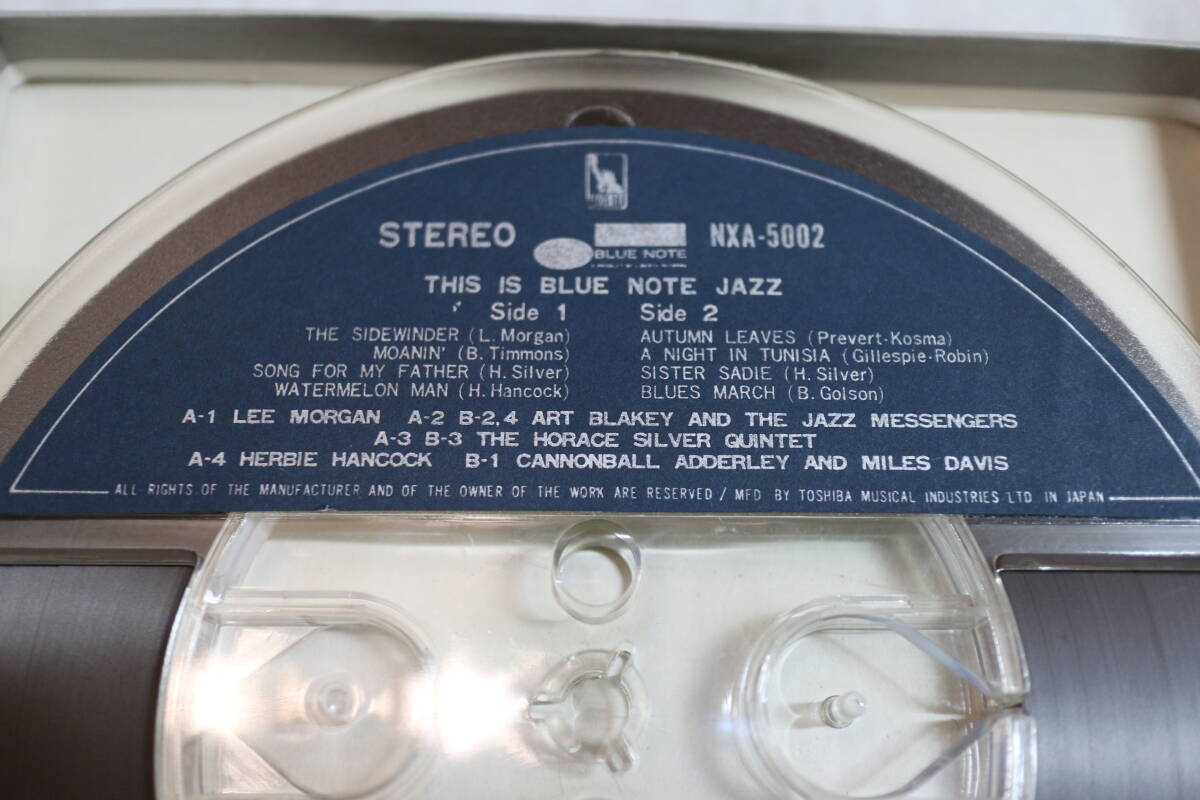 LIBERTY
STEREO
BLUE NOTE
NXA-5002
THIS IS BLUE NOTE JAZZ
Side 1
THE SIDEWINDER (L. Morgan)
MOANIN' (B. Timmons)
SONG FOR MY FATHER (H. Silver)
WATERMELON MAN (H. Hancock)
Side 2
AUTUMN LEAVES (Prevert-Kosma)
A NIGHT IN TUNISIA (Gillespie-Robin)
SISTER SADIE (H. Silver)
BLUES MARCH (B. Golson)
A-1 LEE MORGAN A-2 B-2,4 ART BLAKEY AND THE JAZZ MESSENGERS
A-3 B-3 THE HORACE SILVER QUINTET
A-4 HERBIE HANCOCK B-1 CANNONBALL ADDERLEY AND MILES DAVIS
ALL RIGHTS OF THE MANUFACTURER AND OF THE OWNER OF THE WORK ARE RESERVED / MFD BY TOSHIBA MUSICAL INDUSTRIES LTD IN JAPAN